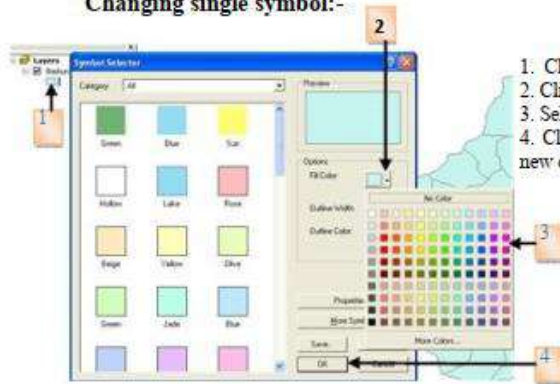 Changing single symbol:-
2
Layers
Symbol Selector
1
Category: All
Preview
Green
Blue
Sun
Hollow
Lake
Rose
Beige
Yellow
Olive
Green
Jade
Blue
Options
Fill Color
Outline Width
Outline Color
No Color
More Colors...
Properties
More Sym
Save..
OK
Cancel
3
4
1. Cl
2. Cli
3. Se
4. Cl
new c